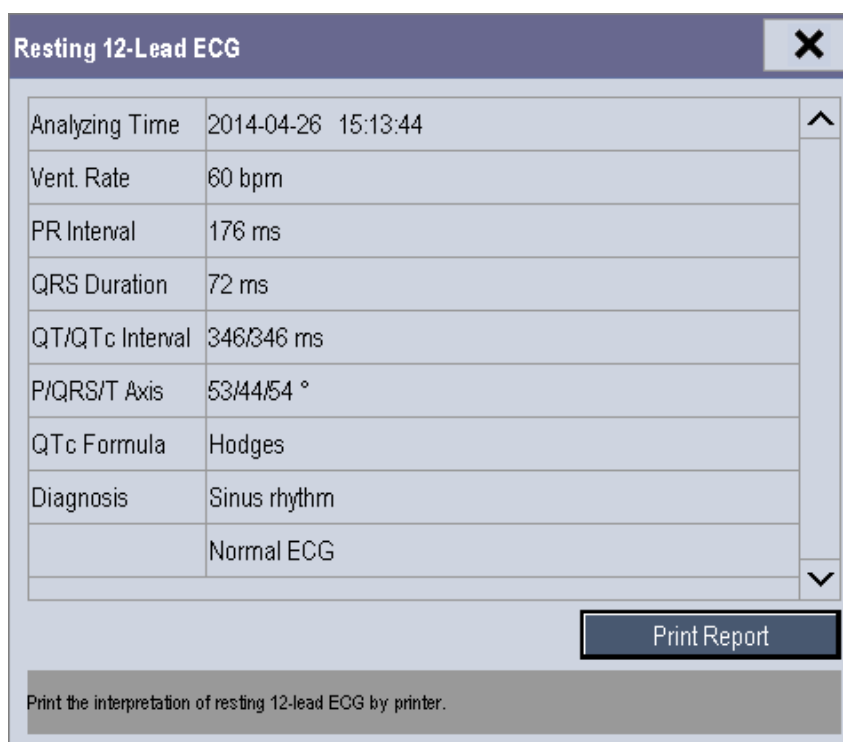 Resting 12-Lead ECG
Analyzing Time 2014-04-26 15:13:44
Vent. Rate 60 bpm
PR Interval 176 ms
QRS Duration 72 ms
QT/QTc Interval 346/346 ms
P/QRS/T Axis 53/44/54 °
QTc Formula Hodges
Diagnosis Sinus rhythm
Normal ECG
Print Report
Print the interpretation of resting 12-lead ECG by printer.